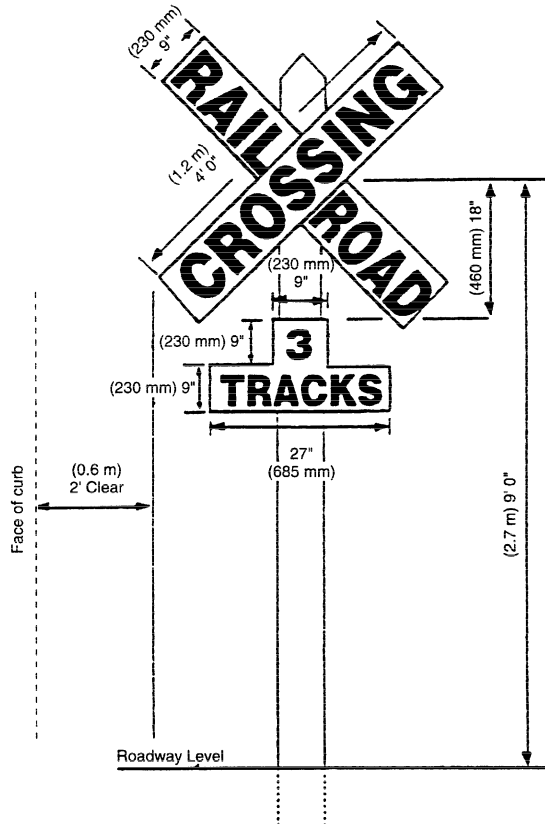 (230 mm)
9"
RAIL
ROAD
CROSSING
(1.2 m)
4' 0"
(460 mm) 18"
(230 mm)
9"
(230 mm) 9"
3
(230 mm) 9"
TRACKS
27"
(685 mm)
(0.6 m)
2' Clear
Face of curb
(2.7 m) 9' 0"
Roadway Level